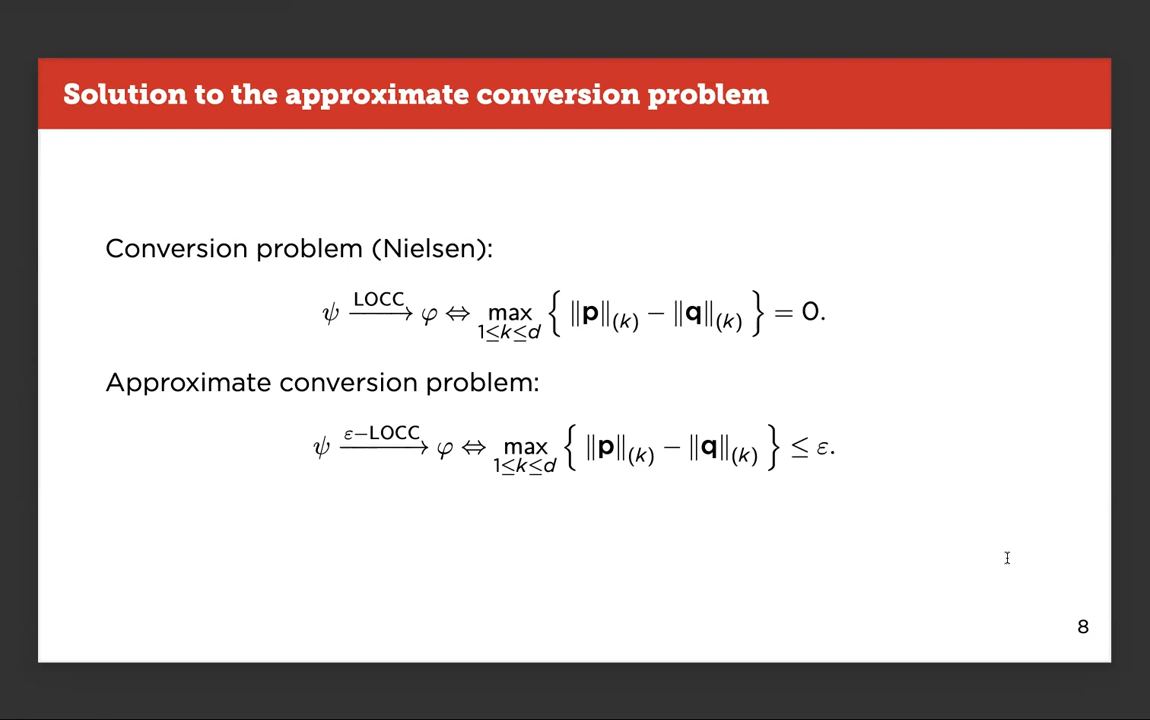 Solution to the approximate conversion problem
Conversion problem (Nielsen):
ψ —LOCC→ φ ⇔ max_{1≤k≤d} { ‖p‖_(k) − ‖q‖_(k) } = 0.
Approximate conversion problem:
ψ —ε−LOCC→ φ ⇔ max_{1≤k≤d} { ‖p‖_(k) − ‖q‖_(k) } ≤ ε.
8